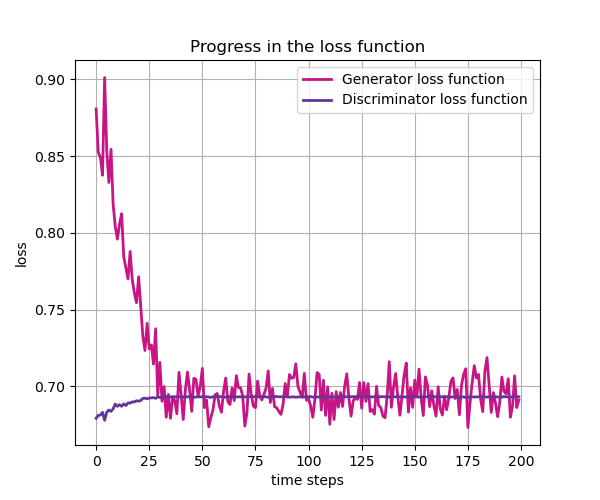 Progress in the loss function
Generator loss function
Discriminator loss function
0.90
0.85
0.80
0.75
0.70
loss
0 25 50 75 100 125 150 175 200
time steps